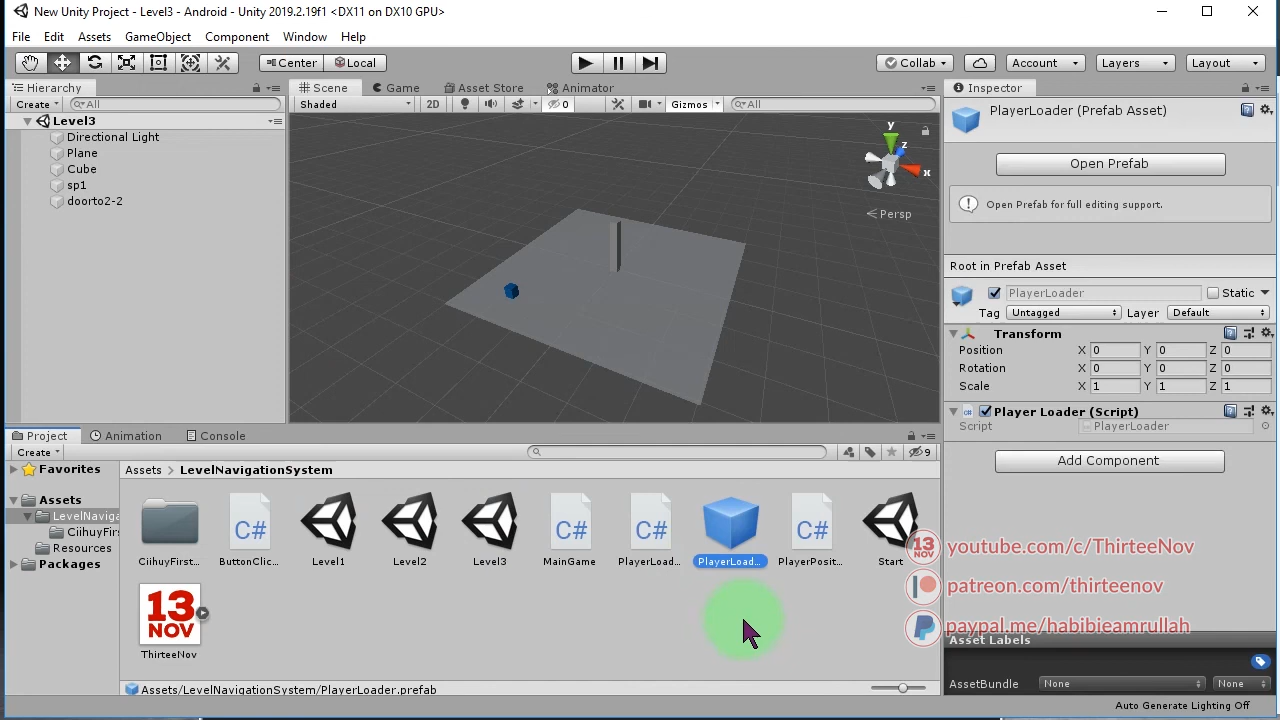 New Unity Project - Level3 - Android - Unity 2019.2.19f1 <DX11 on DX10 GPU>
File Edit Assets GameObject Component Window Help
Center Local Collab Account Layers Layout
Hierarchy
Create All
Level3
Directional Light
Plane
Cube
sp1
doorto2-2
Scene Game Asset Store Animator
Shaded 2D 0 Gizmos All
y
z
x
Persp
Inspector
PlayerLoader (Prefab Asset)
Open Prefab
Open Prefab for full editing support.
Root in Prefab Asset
PlayerLoader Static
Tag Untagged Layer Default
Transform
Position X 0 Y 0 Z 0
Rotation X 0 Y 0 Z 0
Scale X 1 Y 1 Z 1
Player Loader (Script)
Script PlayerLoader
Add Component
Project Animation Console
Create 9
Favorites
Assets
LevelNaviga
CiihuyFirs
Resources
Packages
Assets > LevelNavigationSystem
C# C# C# C#
CiihuyFirst... ButtonClic... Level1 Level2 Level3 MainGame PlayerLoad... PlayerLoad... PlayerPosit... Start
13
NOV
ThirteeNov
Assets/LevelNavigationSystem/PlayerLoader.prefab
13
NOV
youtube.com/c/ThirteeNov
patreon.com/thirteenov
paypal.me/habibieamrullah
Asset Labels
AssetBundle None None
Auto Generate Lighting Off